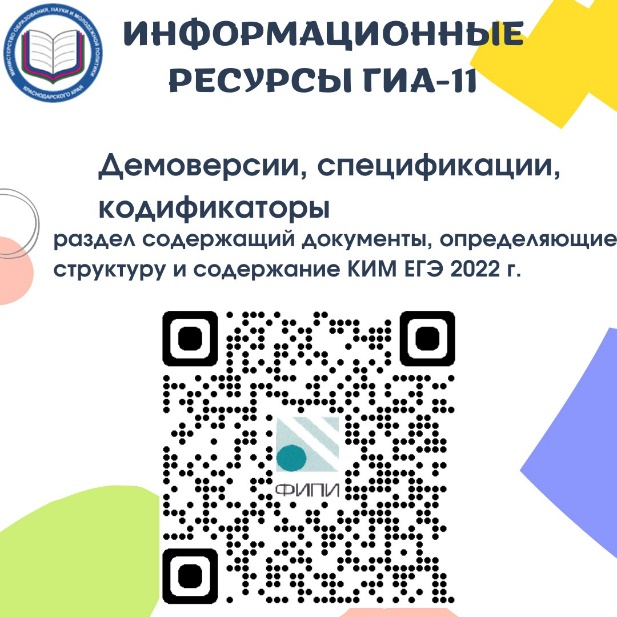 МИНИСТЕРСТВО ОБРАЗОВАНИЯ, НАУКИ И МОЛОДЕЖНОЙ ПОЛИТИКИ
КРАСНОДАРСКОГО КРАЯ
ИНФОРМАЦИОННЫЕ
РЕСУРСЫ ГИА-11
Демоверсии, спецификации,
кодификаторы
раздел содержащий документы, определяющие
структуру и содержание КИМ ЕГЭ 2022 г.
ФИПИ